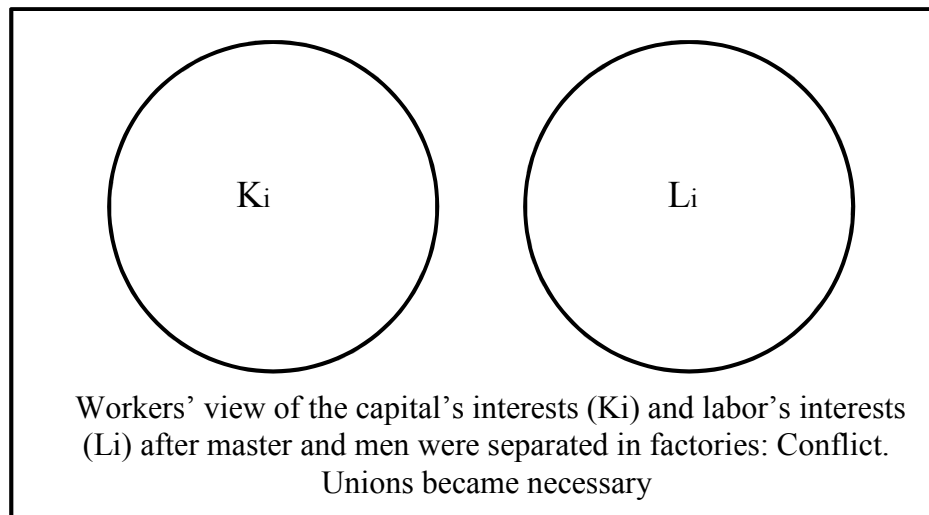 Ki
Li
Workers’ view of the capital’s interests (Ki) and labor’s interests
(Li) after master and men were separated in factories: Conflict.
Unions became necessary